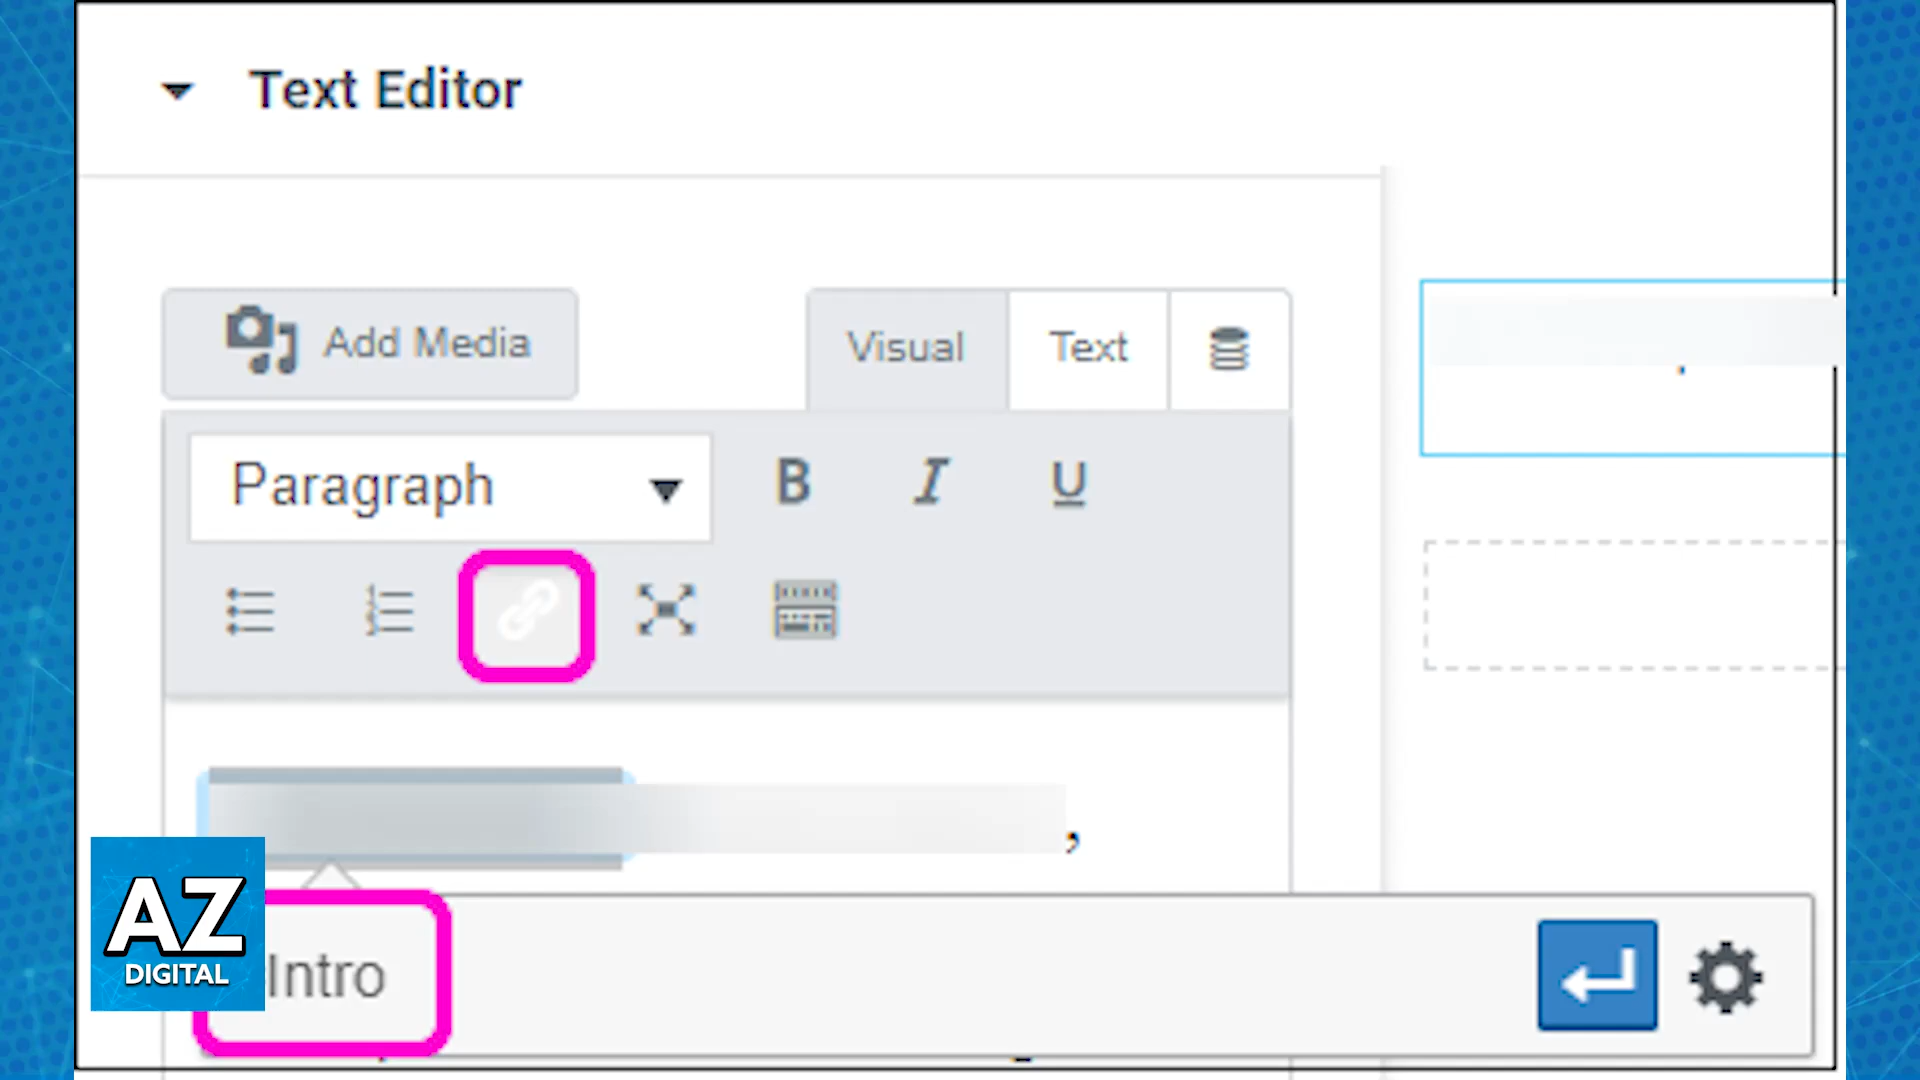 Text Editor
Add Media
Visual
Text
Paragraph
B I U
,
Intro
AZ
DIGITAL